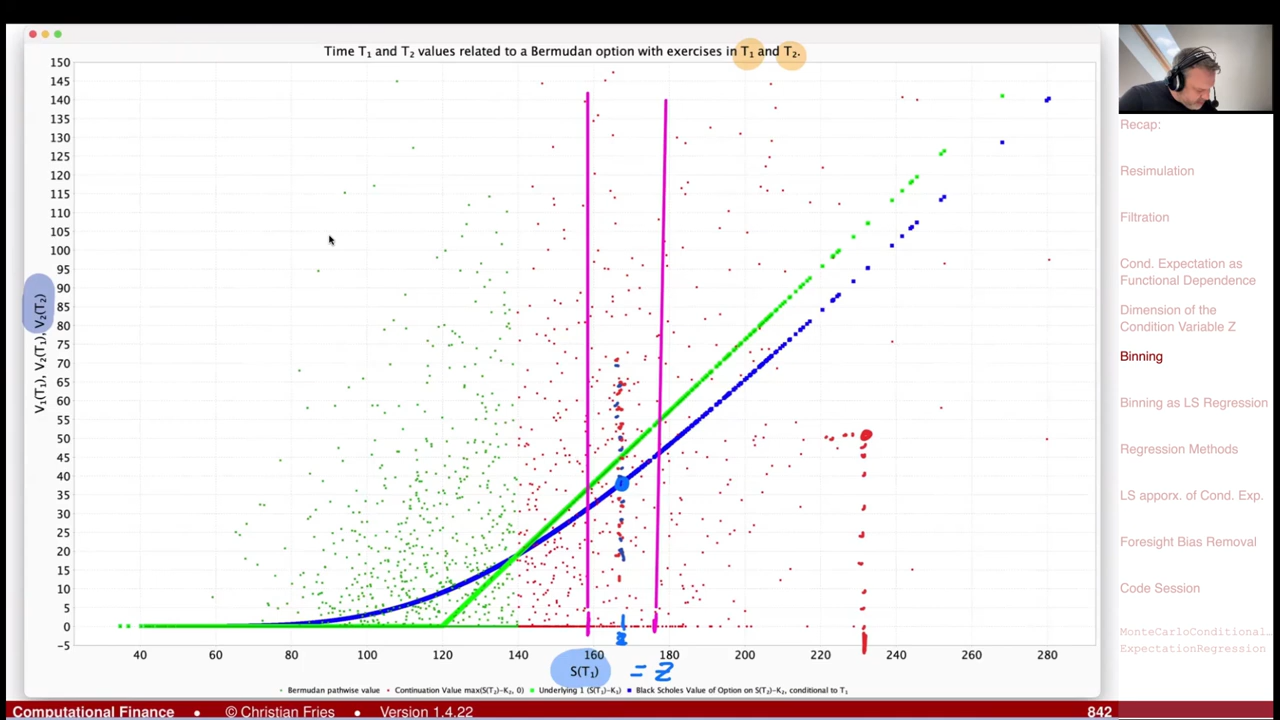 Time T₁ and T₂ values related to a Bermudan option with exercises in T₁ and T₂.
V₁(T₁), V₂(T₁), V₂(T₂)
150
145
140
135
130
125
120
115
110
105
100
95
90
85
80
75
70
65
60
55
50
45
40
35
30
25
20
15
10
5
0
-5
40 60 80 100 120 140 160 180 200 220 240 260 280
S(T₁) = Z
Bermudan pathwise value Continuation Value max(S(T₂)-K₂, 0) Underlying 1 (S(T₁)-K₁) Black Scholes Value of Option on S(T₂)-K₂, conditional to T₁
Recap:
Resimulation
Filtration
Cond. Expectation as
Functional Dependence
Dimension of the
Condition Variable Z
Binning
Binning as LS Regression
Regression Methods
LS apporx. of Cond. Exp.
Foresight Bias Removal
Code Session
MonteCarloConditional…
ExpectationRegression
Computational Finance • © Christian Fries • Version 1.4.22 842